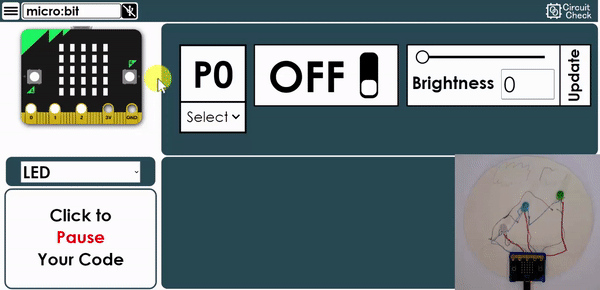 micro:bit
Circuit
Check
P0
Select
OFF
Brightness 0
Update
0 1 2 3V GND
LED
Click to
Pause
Your Code